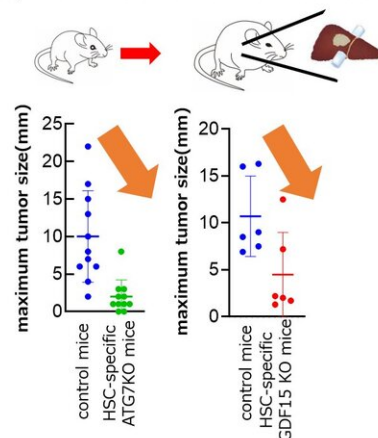 maximum tumor size(mm)
25
20
15
10
5
0
control mice
HSC-specific
ATG7KO mice
maximum tumor size(mm)
20
15
10
5
0
control mice
HSC-specific
GDF15 KO mice